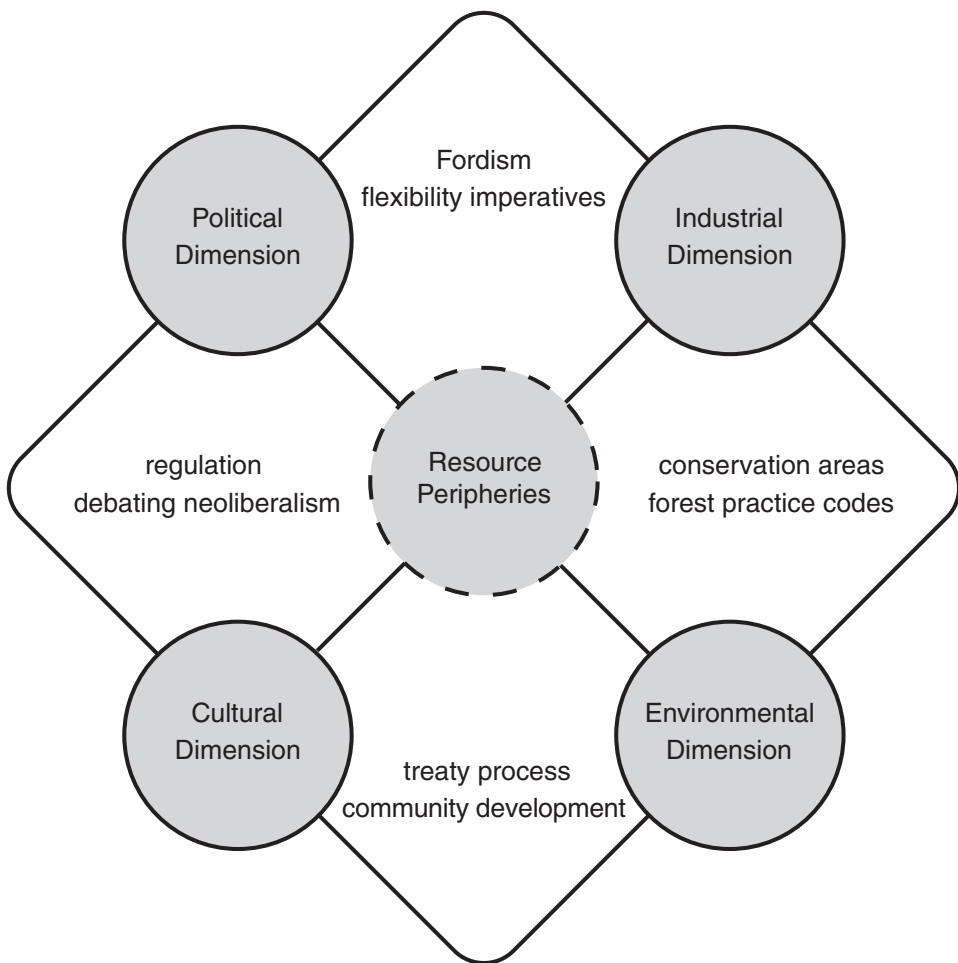 Fordism
flexibility imperatives
Political
Dimension
Industrial
Dimension
regulation
debating neoliberalism
Resource
Peripheries
conservation areas
forest practice codes
Cultural
Dimension
Environmental
Dimension
treaty process
community development